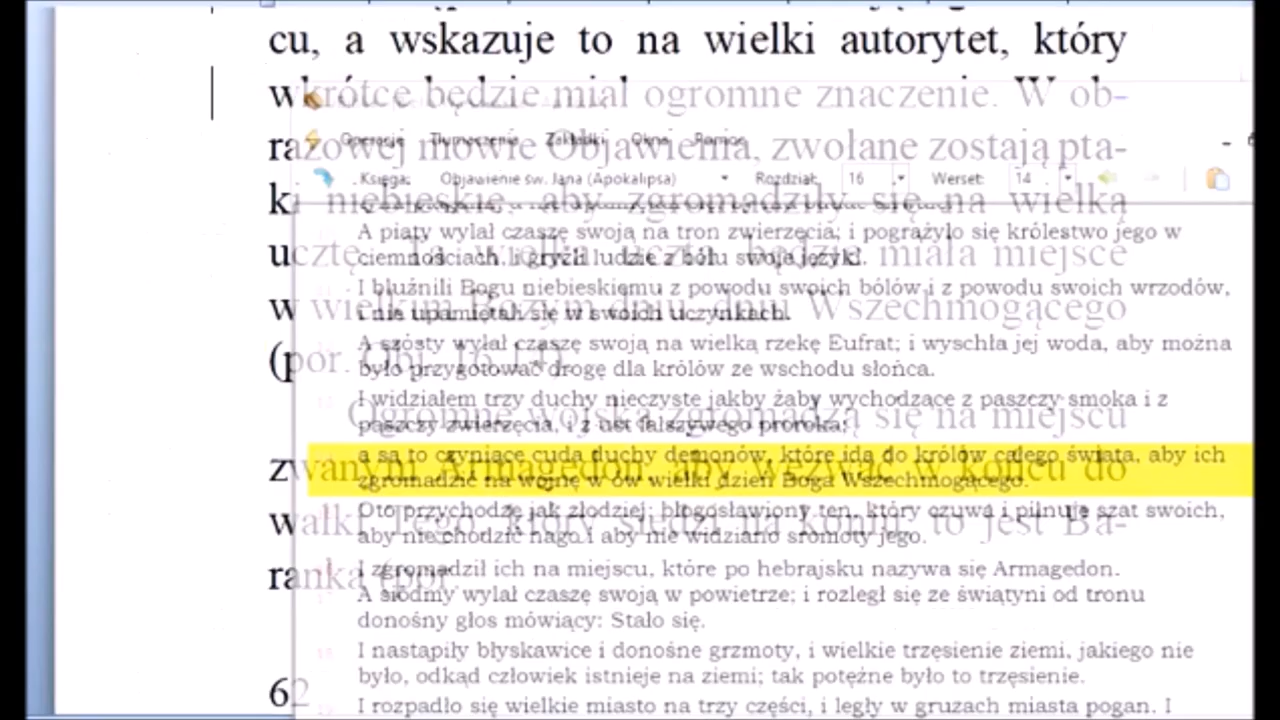 cu, a wskazuje to na wielki autorytet, który
wkrótce będzie miał ogromne znaczenie. W ob-
razowej mowie Objawienia, zwołane zostają pta-
ki niebieskie, aby zgromadziły się na wielką
ucztę. Ta wielka uczta będzie miała miejsce
w wielkim Bożym dniu, dniu Wszechmogącego
(por. Obj. 16,14).
Ogromne wojska zgromadzą się na miejscu
zwanym Armagedon, aby wezwać w końcu do
walki Tego, który siedzi na koniu, to jest Ba-
ranka (por.
62
Operacje Tłumaczenia Zakładki Okna Pomoc
Księga: Objawienie św. Jana (Apokalipsa) Rozdział: 16 Werset: 14
A piąty wylał czaszę swoją na tron zwierzęcia; i pogrążyło się królestwo jego w
ciemnościach, i gryźli ludzie z bólu swoje języki.
I bluźnili Bogu niebieskiemu z powodu swoich bólów i z powodu swoich wrzodów,
i nie upamiętali się w swoich uczynkach.
A szósty wylał czaszę swoją na wielką rzekę Eufrat; i wyschła jej woda, aby można
było przygotować drogę dla królów ze wschodu słońca.
I widziałem trzy duchy nieczyste jakby żaby wychodzące z paszczy smoka i z
paszczy zwierzęcia, i z ust fałszywego proroka;
a są to czyniące cuda duchy demonów, które idą do królów całego świata, aby ich
zgromadzić na wojnę w ów wielki dzień Boga Wszechmogącego.
Oto przychodzę jak złodziej; błogosławiony ten, który czuwa i pilnuje szat swoich,
aby nie chodzić nago i aby nie widziano sromoty jego.
I zgromadził ich na miejscu, które po hebrajsku nazywa się Armagedon.
A siódmy wylał czaszę swoją w powietrze; i rozległ się ze świątyni od tronu
donośny głos mówiący: Stało się.
I nastąpiły błyskawice i donośne grzmoty, i wielkie trzęsienie ziemi, jakiego nie
było, odkąd człowiek istnieje na ziemi; tak potężne było to trzęsienie.
I rozpadło się wielkie miasto na trzy części, i legły w gruzach miasta pogan. I